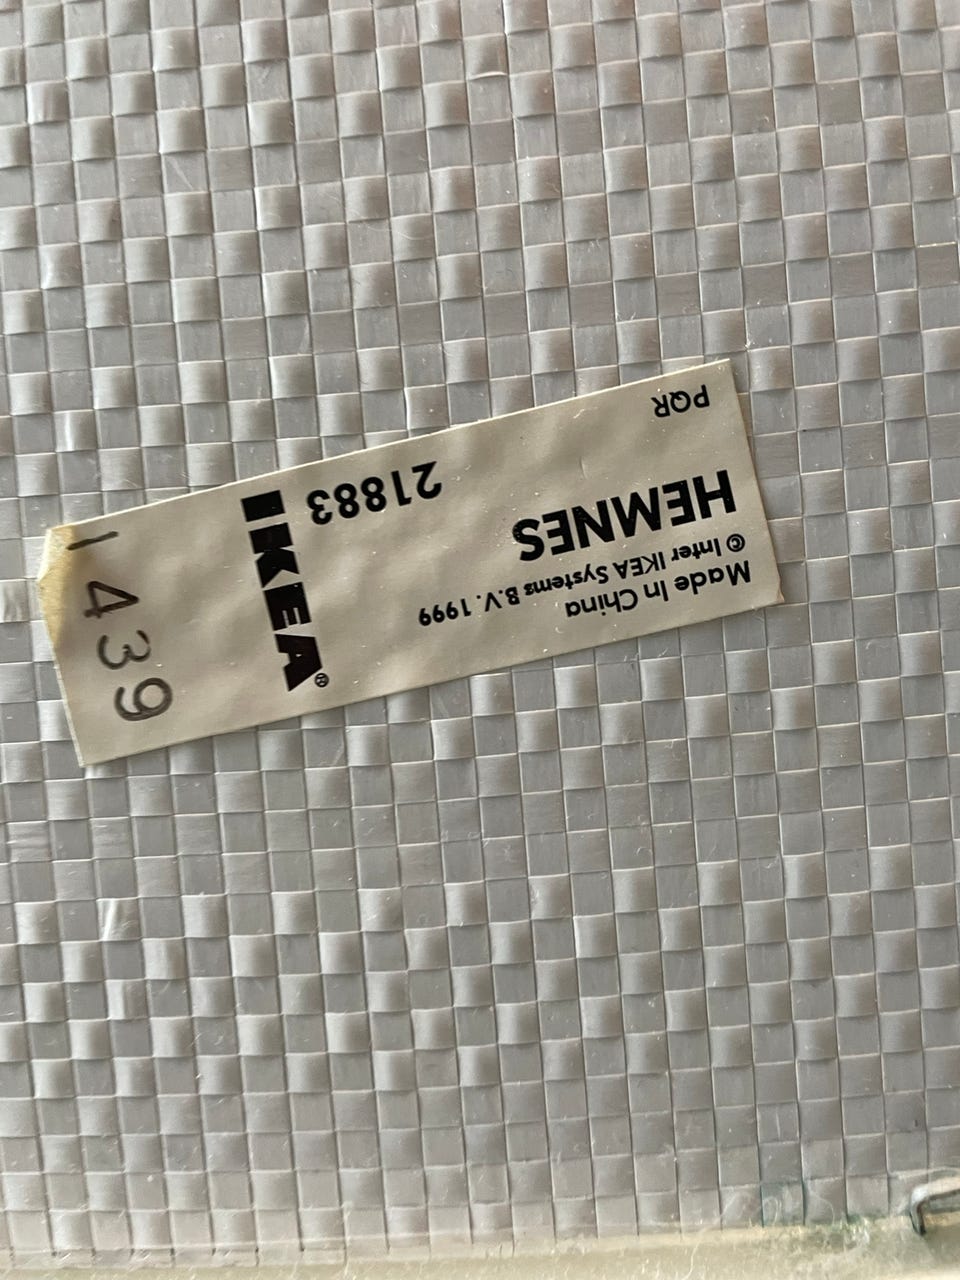 Made In China
© Inter IKEA Systems B.V. 1999
HEMNES
21883
PQR
IKEA®
1439